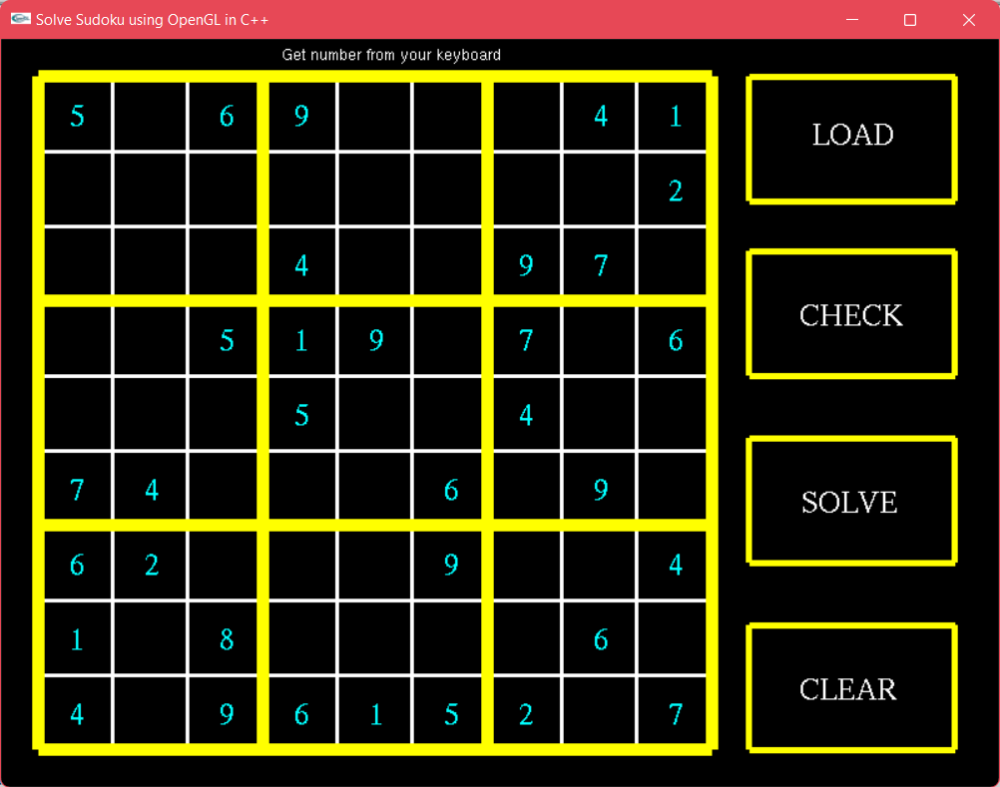 Solve Sudoku using OpenGL in C++
Get number from your keyboard
5 6 9 4 1
LOAD
2
4 9 7
CHECK
5 1 9 7 6
5 4
7 4 6 9
SOLVE
6 2 9 4
1 8 6
CLEAR
4 9 6 1 5 2 7